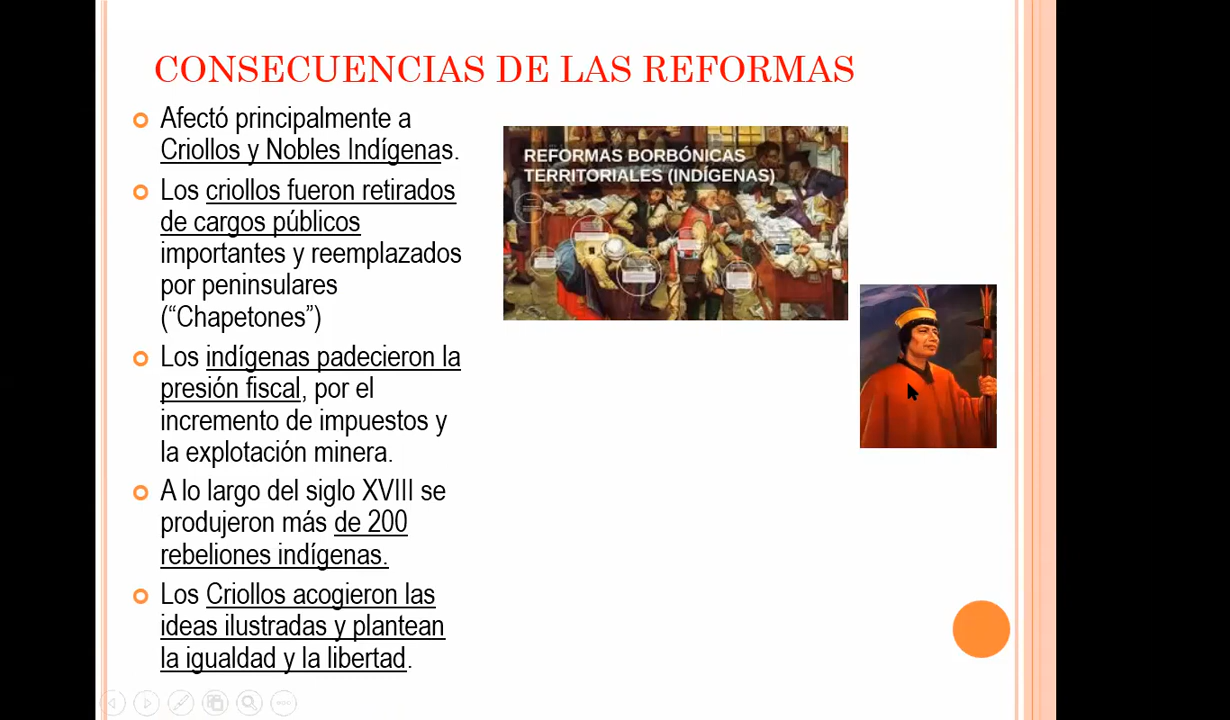 CONSECUENCIAS DE LAS REFORMAS
Afectó principalmente a
Criollos y Nobles Indígenas.
Los criollos fueron retirados
de cargos públicos
importantes y reemplazados
por peninsulares
(“Chapetones”)
Los indígenas padecieron la
presión fiscal, por el
incremento de impuestos y
la explotación minera.
A lo largo del siglo XVIII se
produjeron más de 200
rebeliones indígenas.
Los Criollos acogieron las
ideas ilustradas y plantean
la igualdad y la libertad.
REFORMAS BORBÓNICAS
TERRITORIALES (INDÍGENAS)